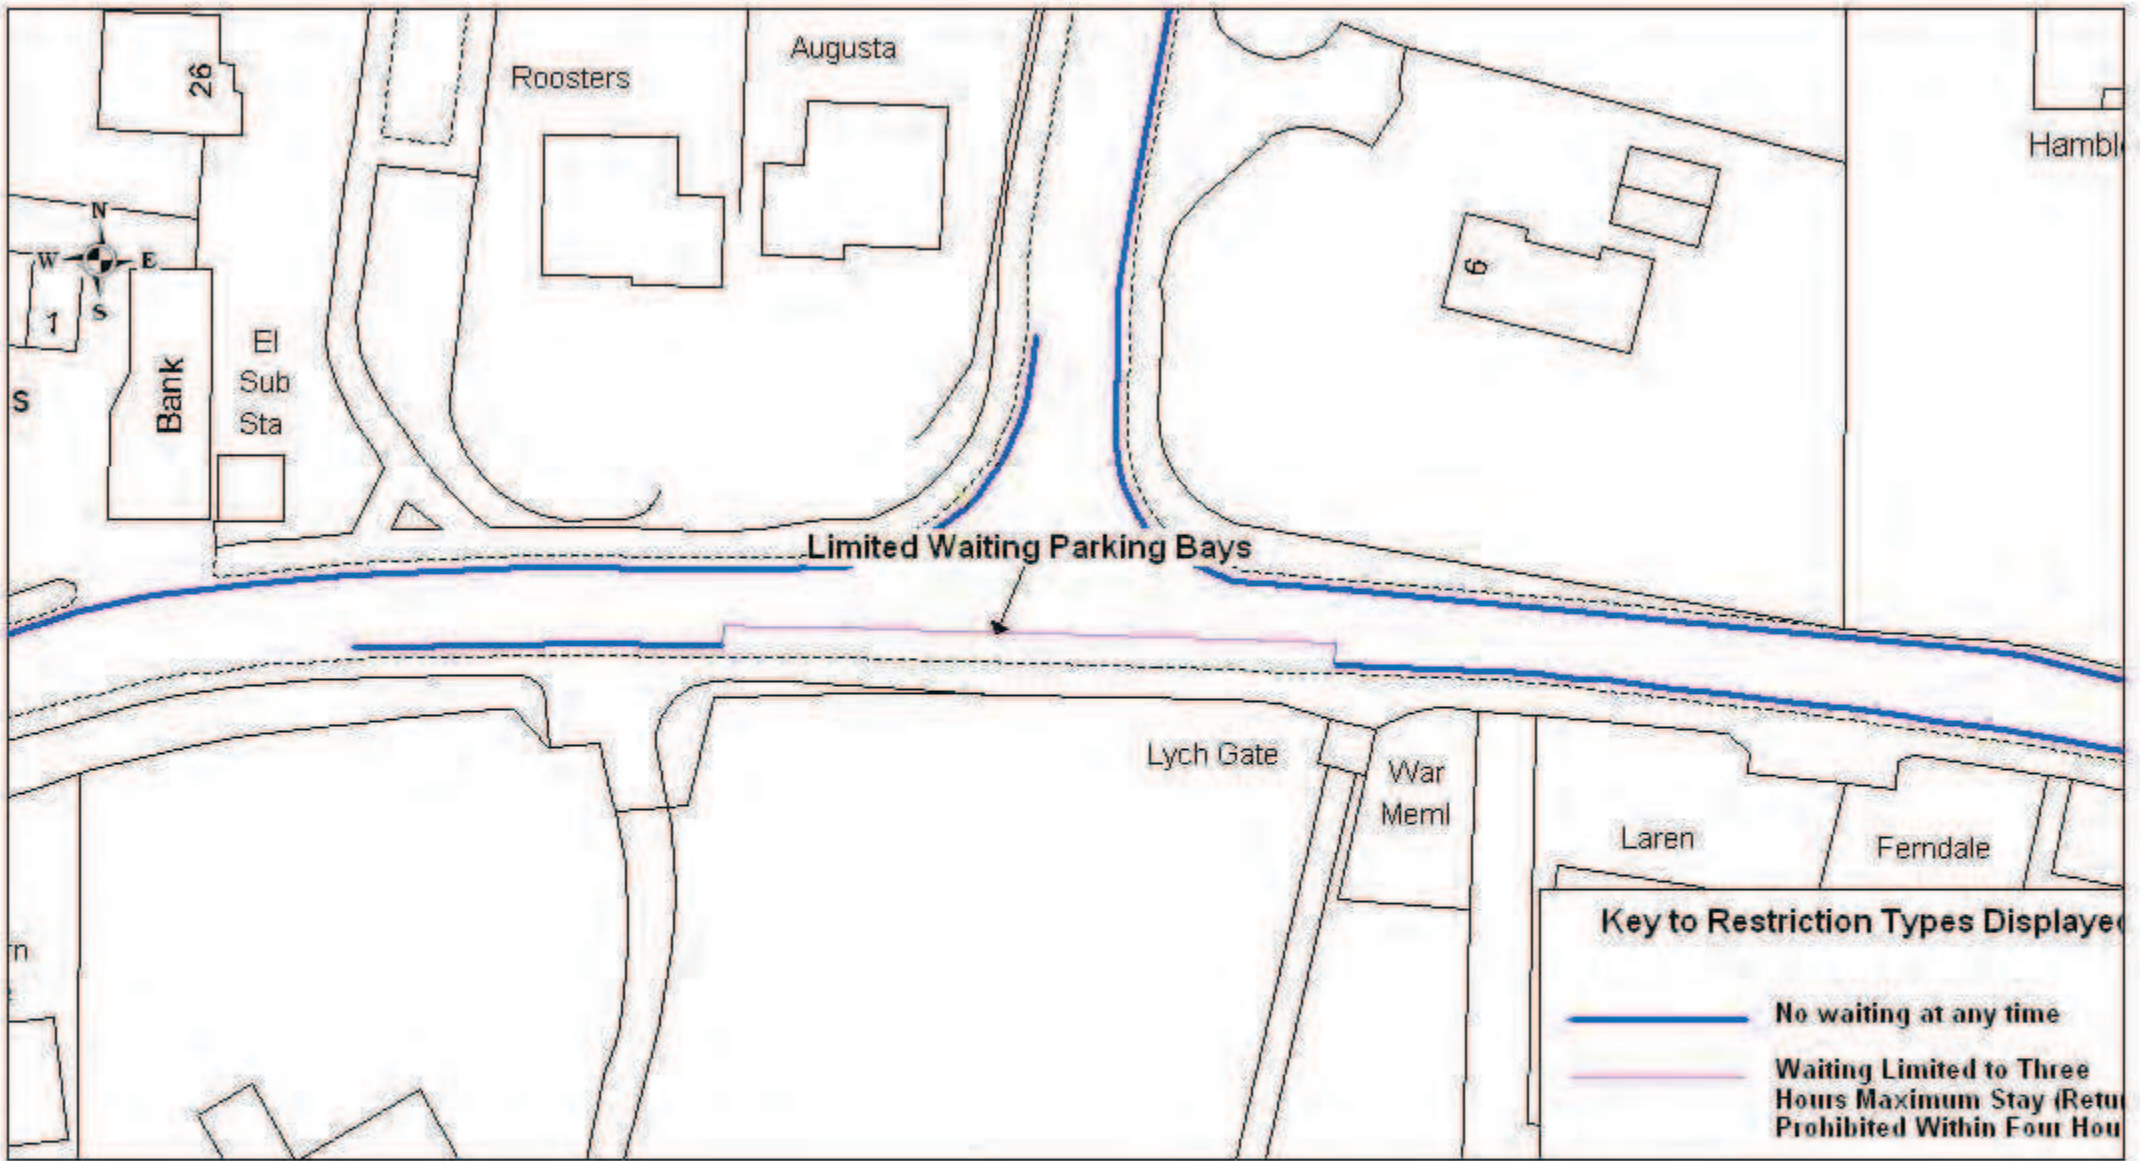 Augusta
Roosters
26
Hambl
N
W E
S
6
1
El
Sub
Sta
Bank
S
Limited Waiting Parking Bays
Lych Gate
War
Meml
Laren
Ferndale
Key to Restriction Types Displaye
rn
No waiting at any time
Waiting Limited to Three
Hours Maximum Stay (Retu
Prohibited Within Four Hou